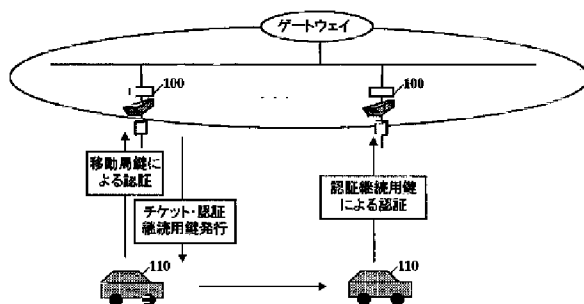 ゲートウェイ
100
100
移動局鍵に
よる認証
チケット・認証
継続用鍵発行
認証継続用鍵
による認証
110
110